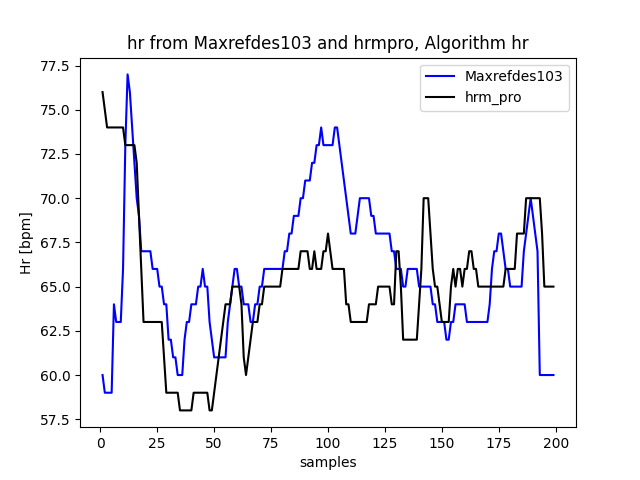 hr from Maxrefdes103 and hrmpro, Algorithm hr
Maxrefdes103
hrm_pro
Hr [bpm]
77.5
75.0
72.5
70.0
67.5
65.0
62.5
60.0
57.5
0 25 50 75 100 125 150 175 200
samples